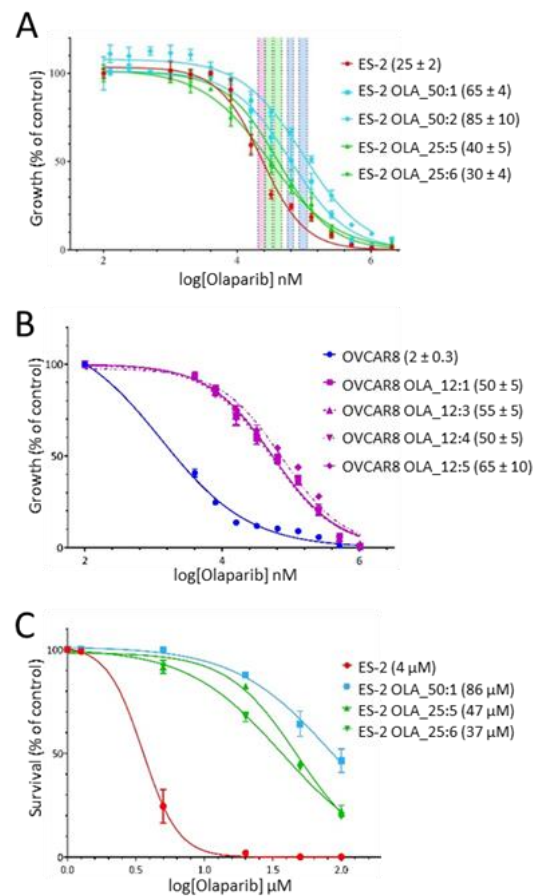 A
Growth (% of control)
100
50
0
2
4
6
log[Olaparib] nM
ES-2 (25 ± 2)
ES-2 OLA_50:1 (65 ± 4)
ES-2 OLA_50:2 (85 ± 10)
ES-2 OLA_25:5 (40 ± 5)
ES-2 OLA_25:6 (30 ± 4)
B
Growth (% of control)
100
50
0
2
4
6
log[Olaparib] nM
OVCAR8 (2 ± 0.3)
OVCAR8 OLA_12:1 (50 ± 5)
OVCAR8 OLA_12:3 (55 ± 5)
OVCAR8 OLA_12:4 (50 ± 5)
OVCAR8 OLA_12:5 (65 ± 10)
C
Survival (% of control)
100
50
0
0.0
0.5
1.0
1.5
2.0
log[Olaparib] µM
ES-2 (4 µM)
ES-2 OLA_50:1 (86 µM)
ES-2 OLA_25:5 (47 µM)
ES-2 OLA_25:6 (37 µM)